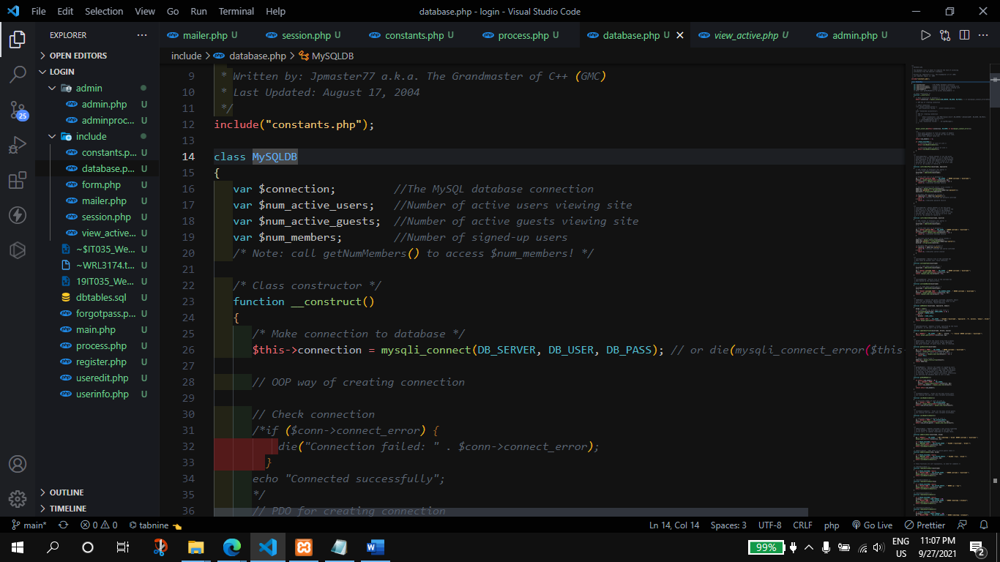 File Edit Selection View Go Run Terminal Help database.php - login - Visual Studio Code
EXPLORER
mailer.php U session.php U constants.php U process.php U database.php U view_active.php U admin.php U
include > database.php > MySQLDB
OPEN EDITORS
LOGIN
admin
admin.php U
adminproc... U
include
constants.p... U
database.p... U
form.php U
mailer.php U
session.php U
view_active... U
~$IT035_We... U
~WRL3174.t... U
19IT035_We... U
dbtables.sql U
forgotpass.p... U
main.php U
process.php U
register.php U
useredit.php U
userinfo.php U
OUTLINE
TIMELINE
25
9 * Written by: Jpmaster77 a.k.a. The Grandmaster of C++ (GMC)
10 * Last Updated: August 17, 2004
11 */
12 include("constants.php");
13
14 class MySQLDB
15 {
16 var $connection; //The MySQL database connection
17 var $num_active_users; //Number of active users viewing site
18 var $num_active_guests; //Number of active guests viewing site
19 var $num_members; //Number of signed-up users
20 /* Note: call getNumMembers() to access $num_members! */
21
22 /* Class constructor */
23 function __construct()
24 {
25 /* Make connection to database */
26 $this->connection = mysqli_connect(DB_SERVER, DB_USER, DB_PASS); // or die(mysqli_connect_error($this
27
28 // OOP way of creating connection
29
30 // Check connection
31 /*if ($conn->connect_error) {
32 die("Connection failed: " . $conn->connect_error);
33 }
34 echo "Connected successfully";
35 */
36 // PDO for creating connection
main* 0 0 tabnine Ln 14, Col 14 Spaces: 3 UTF-8 CRLF php Go Live Prettier
99% ENG US 11:07 PM 9/27/2021 2